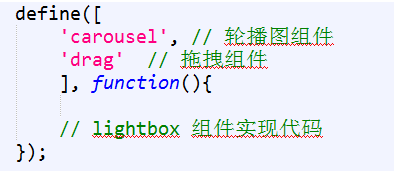 define([
'carousel', // 轮播图组件
'drag' // 拖拽组件
], function(){
// lightbox 组件实现代码
});